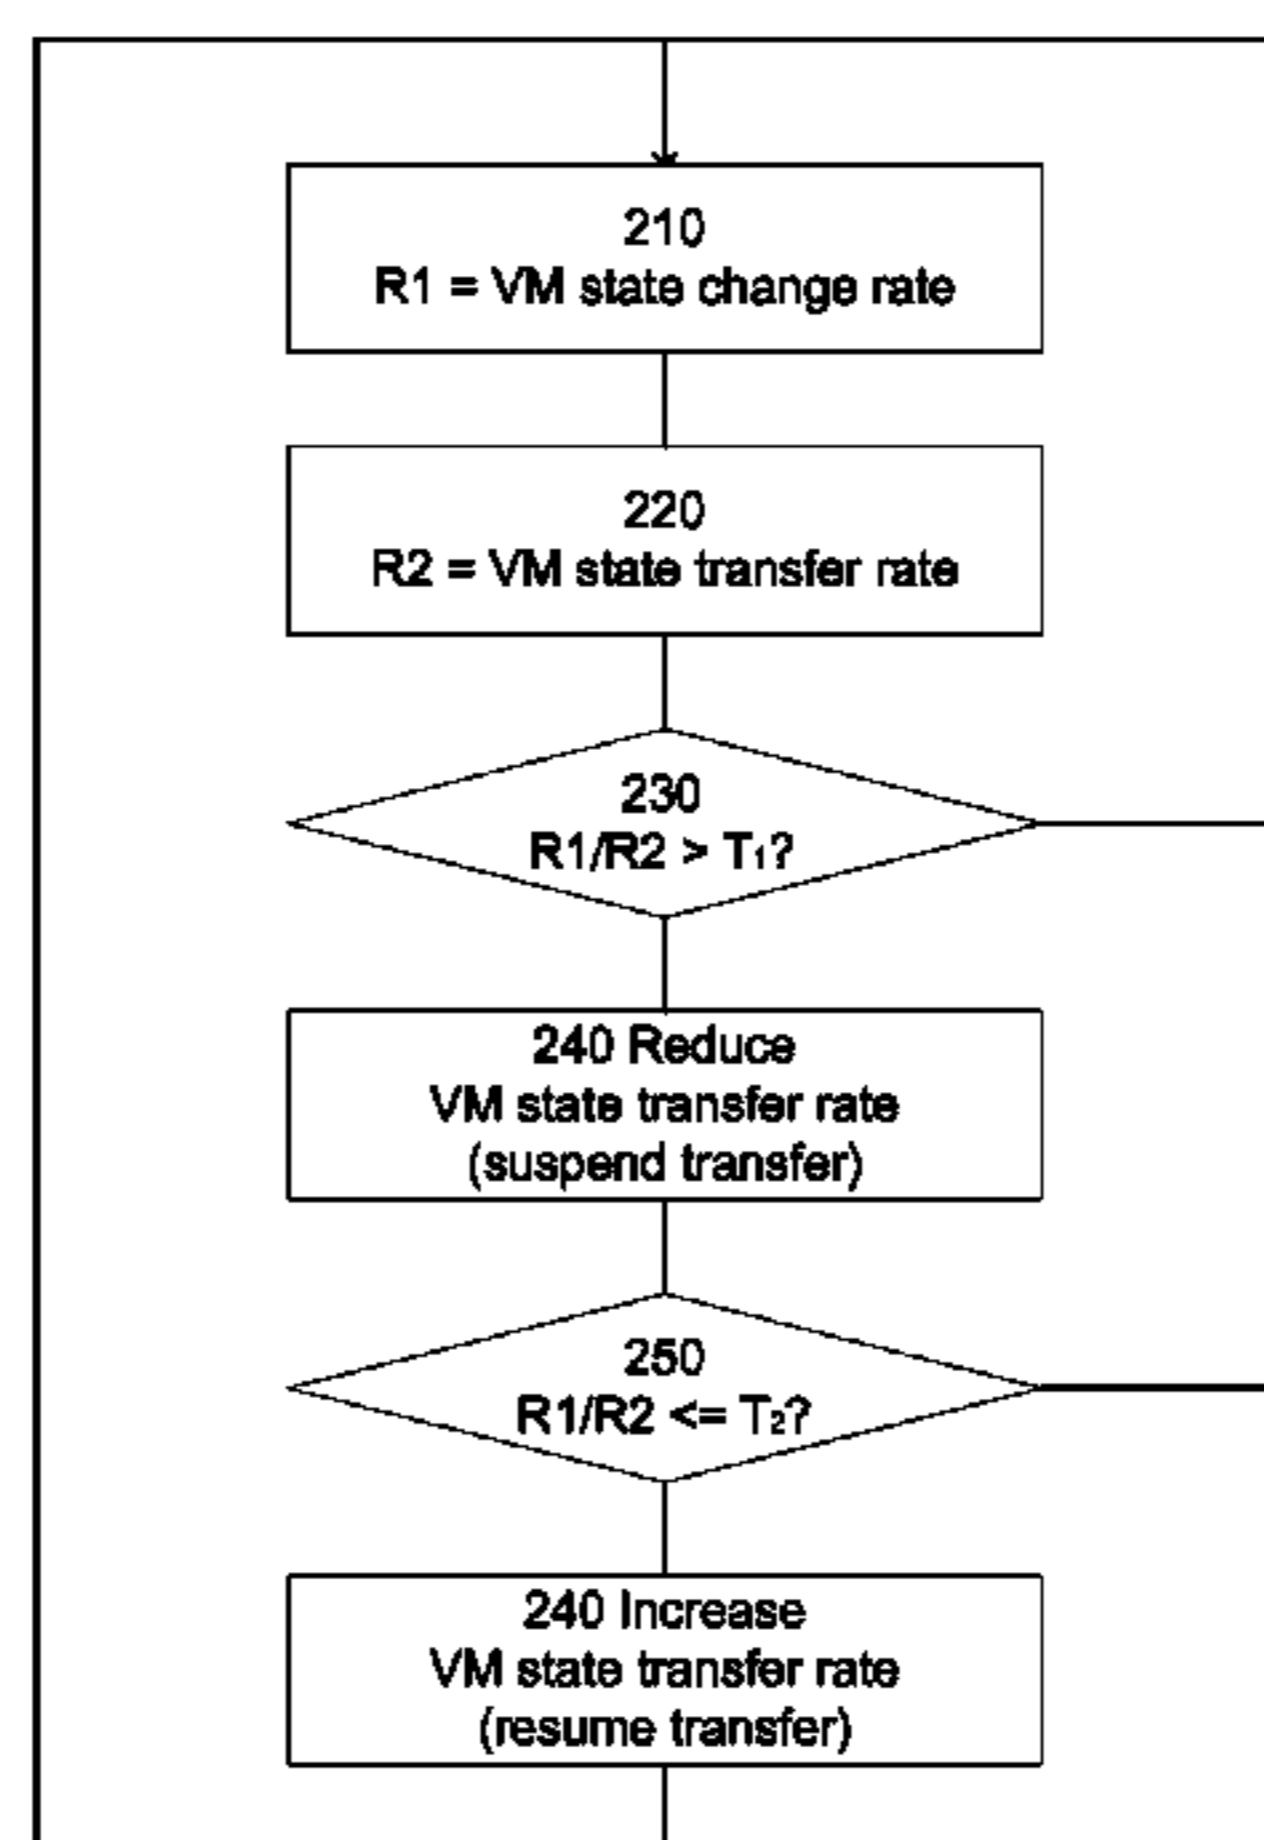 210
R1 = VM state change rate
220
R2 = VM state transfer rate
230
R1/R2 > T₁?
240 Reduce
VM state transfer rate
(suspend transfer)
250
R1/R2 <= T₂?
240 Increase
VM state transfer rate
(resume transfer)